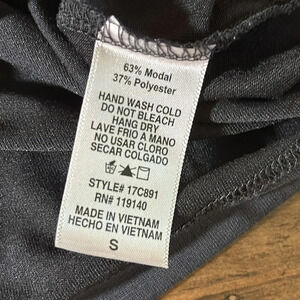 63% Modal
37% Polyester
HAND WASH COLD
DO NOT BLEACH
HANG DRY
LAVE FRIO A MANO
NO USAR CLORO
SECAR COLGADO
STYLE# 17C891
RN# 119140
MADE IN VIETNAM
HECHO EN VIETNAM
S